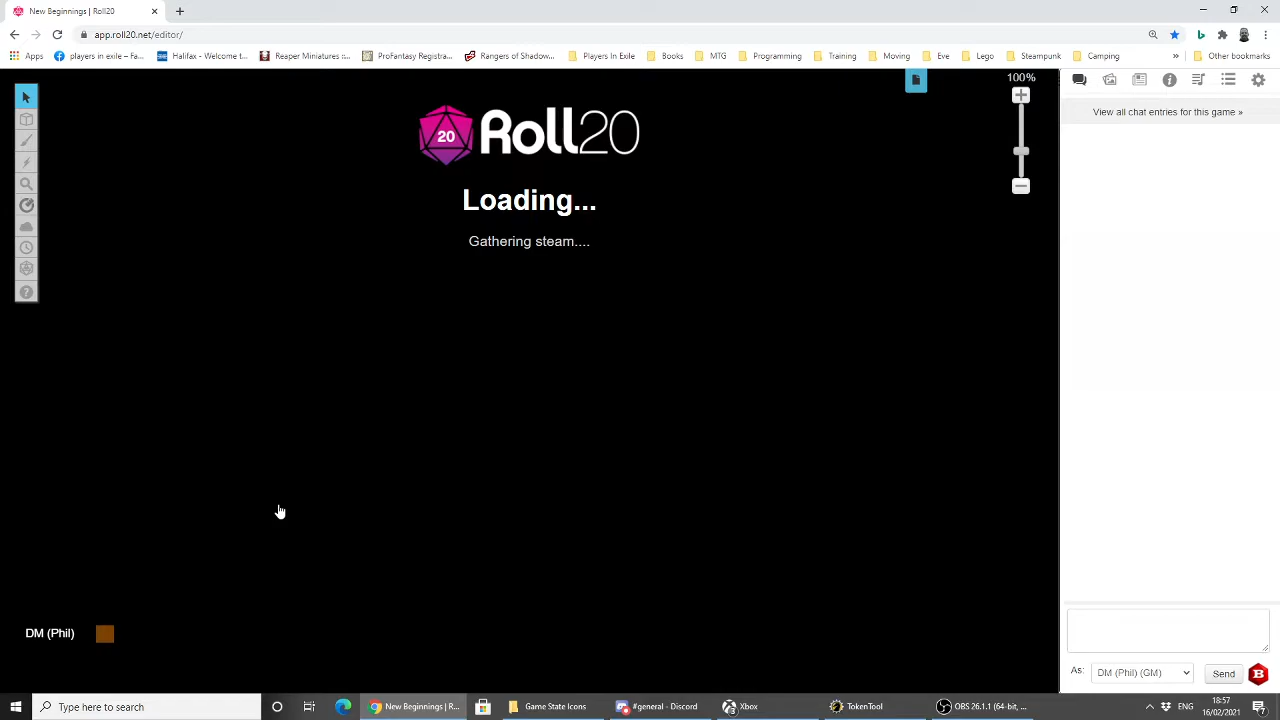 New Beginnings | Roll20
app.roll20.net/editor/
Apps
players in exile – Fa...
Halifax - Welcome t...
Reaper Miniatures ::...
ProFantasy Registra...
Rangers of Shadow...
Players In Exile
Books
MTG
Programming
Training
Moving
Eve
Lego
Steampunk
Camping
»
Other bookmarks
100%
20
Roll20
Loading...
Gathering steam....
View all chat entries for this game »
DM (Phil)
As:
DM (Phil) (GM)
Send
Type here to search
New Beginnings | R...
Game State Icons
#general - Discord
Xbox
TokenTool
OBS 26.1.1 (64-bit, ...
ENG
18:57
16/02/2021